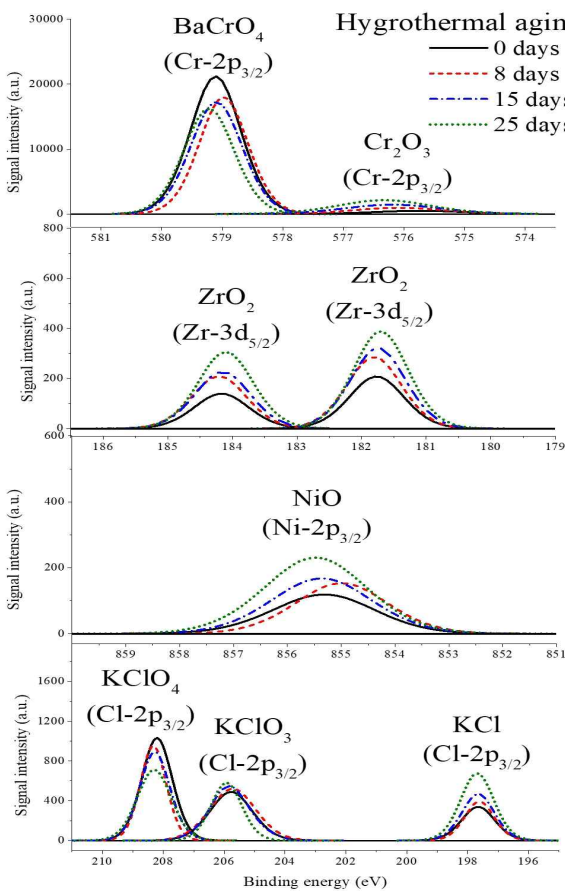 Hygrothermal agin
0 days
8 days
15 days
25 days
BaCrO₄
(Cr-2p₃/₂)
Cr₂O₃
(Cr-2p₃/₂)
Signal intensity (a.u.)
30000
20000
10000
0
581 580 579 578 577 576 575 574
ZrO₂
(Zr-3d₅/₂)
ZrO₂
(Zr-3d₅/₂)
Signal intensity (a.u.)
800
600
400
200
0
186 185 184 183 182 181 180 179
NiO
(Ni-2p₃/₂)
Signal intensity (a.u.)
600
400
200
0
859 858 857 856 855 854 853 852 851
KClO₄
(Cl-2p₃/₂)
KClO₃
(Cl-2p₃/₂)
KCl
(Cl-2p₃/₂)
Signal intensity (a.u.)
1600
1200
800
400
0
210 208 206 204 202 200 198 196
Binding energy (eV)